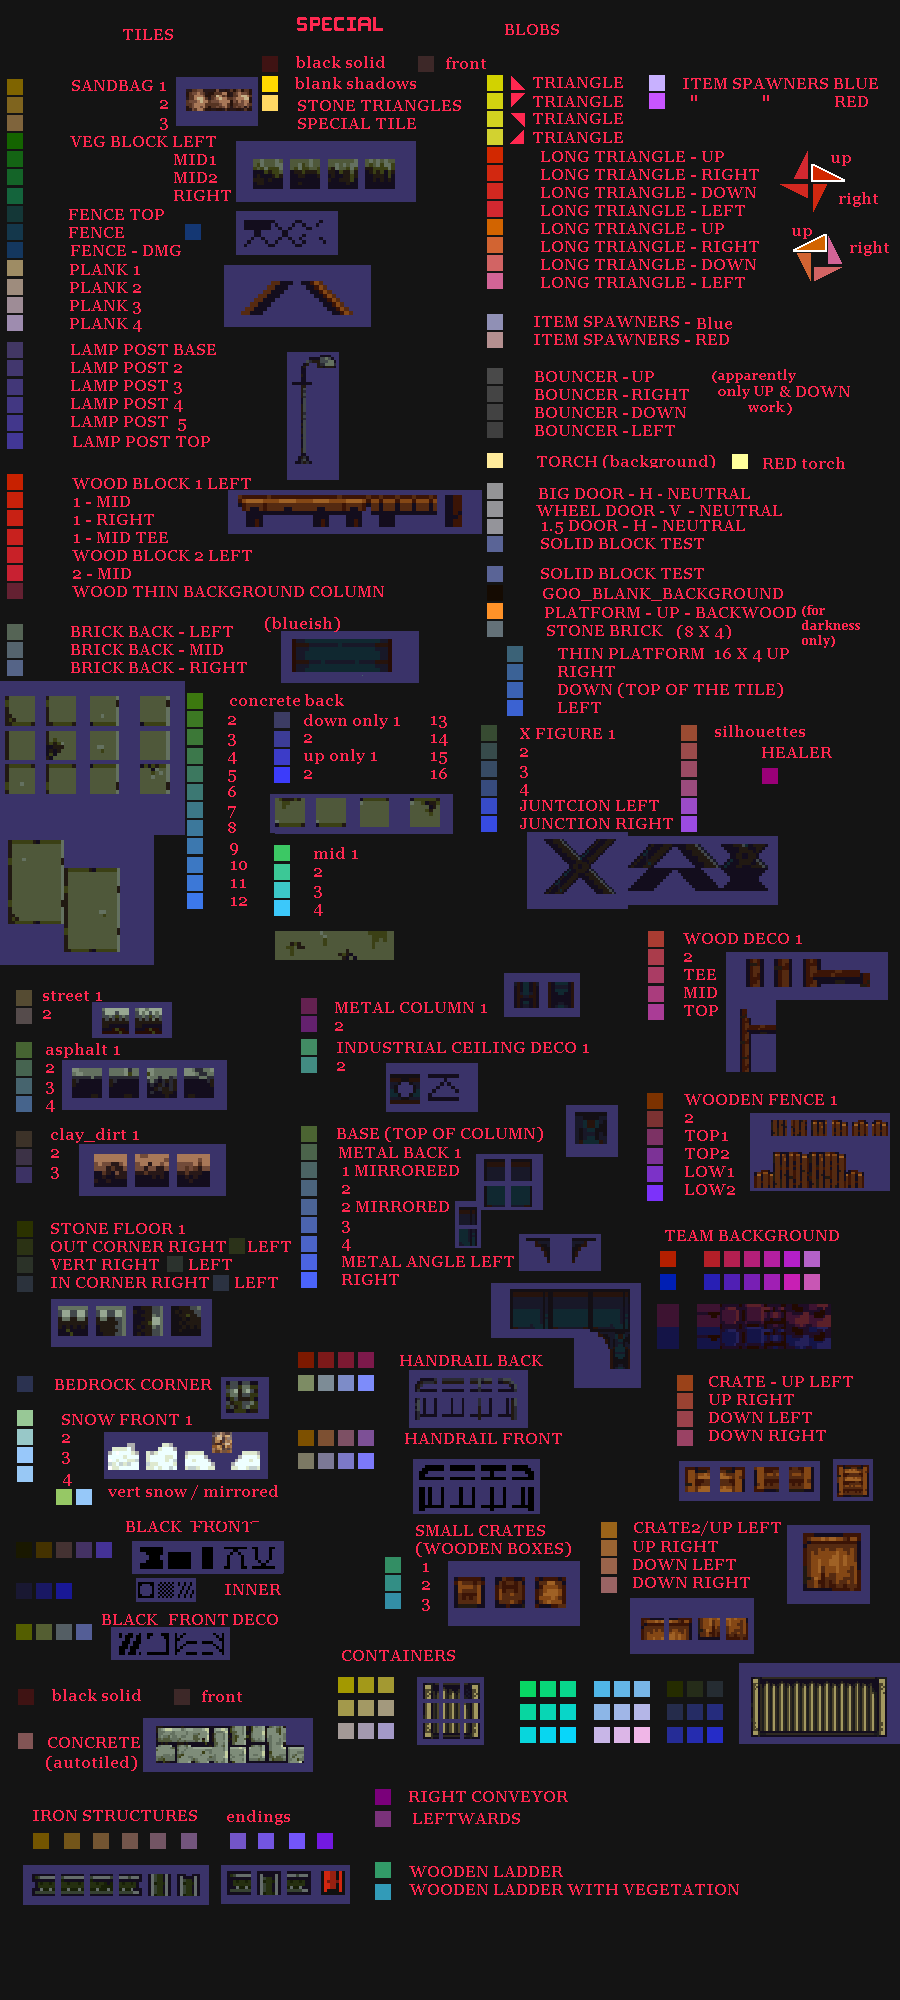 SPECIAL
TILES
BLOBS
black solid
front
blank shadows
STONE TRIANGLES
SPECIAL TILE
SANDBAG 1
2
3
VEG BLOCK LEFT
MID1
MID2
RIGHT
FENCE TOP
FENCE
FENCE - DMG
PLANK 1
PLANK 2
PLANK 3
PLANK 4
LAMP POST BASE
LAMP POST 2
LAMP POST 3
LAMP POST 4
LAMP POST 5
LAMP POST TOP
WOOD BLOCK 1 LEFT
1 - MID
1 - RIGHT
1 - MID TEE
WOOD BLOCK 2 LEFT
2 - MID
WOOD THIN BACKGROUND COLUMN
(blueish)
BRICK BACK - LEFT
BRICK BACK - MID
BRICK BACK - RIGHT
TRIANGLE
TRIANGLE
TRIANGLE
TRIANGLE
ITEM SPAWNERS BLUE
" " RED
LONG TRIANGLE - UP
LONG TRIANGLE - RIGHT
LONG TRIANGLE - DOWN
LONG TRIANGLE - LEFT
LONG TRIANGLE - UP
LONG TRIANGLE - RIGHT
LONG TRIANGLE - DOWN
LONG TRIANGLE - LEFT
up
right
up
right
ITEM SPAWNERS - Blue
ITEM SPAWNERS - RED
BOUNCER - UP
BOUNCER - RIGHT
BOUNCER - DOWN
BOUNCER - LEFT
(apparently
only UP & DOWN
work)
TORCH (background)
RED torch
BIG DOOR - H - NEUTRAL
WHEEL DOOR - V - NEUTRAL
1.5 DOOR - H - NEUTRAL
SOLID BLOCK TEST
SOLID BLOCK TEST
GOO_BLANK_BACKGROUND
PLATFORM - UP - BACKWOOD
(for
darkness
only)
STONE BRICK (8 X 4)
THIN PLATFORM 16 X 4 UP
RIGHT
DOWN (TOP OF THE TILE)
LEFT
concrete back
2
3
4
5
6
7
8
9
10
11
12
down only 1
2
up only 1
2
13
14
15
16
mid 1
2
3
4
X FIGURE 1
2
3
4
JUNTCION LEFT
JUNCTION RIGHT
silhouettes
HEALER
WOOD DECO 1
2
TEE
MID
TOP
street 1
2
asphalt 1
2
3
4
clay_dirt 1
2
3
METAL COLUMN 1
2
INDUSTRIAL CEILING DECO 1
2
BASE (TOP OF COLUMN)
METAL BACK 1
1 MIRROREED
2
2 MIRRORED
3
4
METAL ANGLE LEFT
RIGHT
WOODEN FENCE 1
2
TOP1
TOP2
LOW1
LOW2
STONE FLOOR 1
OUT CORNER RIGHT LEFT
VERT RIGHT LEFT
IN CORNER RIGHT LEFT
TEAM BACKGROUND
BEDROCK CORNER
SNOW FRONT 1
2
3
4
vert snow / mirrored
HANDRAIL BACK
HANDRAIL FRONT
CRATE - UP LEFT
UP RIGHT
DOWN LEFT
DOWN RIGHT
BLACK FRONT
INNER
BLACK FRONT DECO
SMALL CRATES
(WOODEN BOXES)
1
2
3
CRATE2/UP LEFT
UP RIGHT
DOWN LEFT
DOWN RIGHT
CONTAINERS
black solid
front
CONCRETE
(autotiled)
IRON STRUCTURES
endings
RIGHT CONVEYOR
LEFTWARDS
WOODEN LADDER
WOODEN LADDER WITH VEGETATION